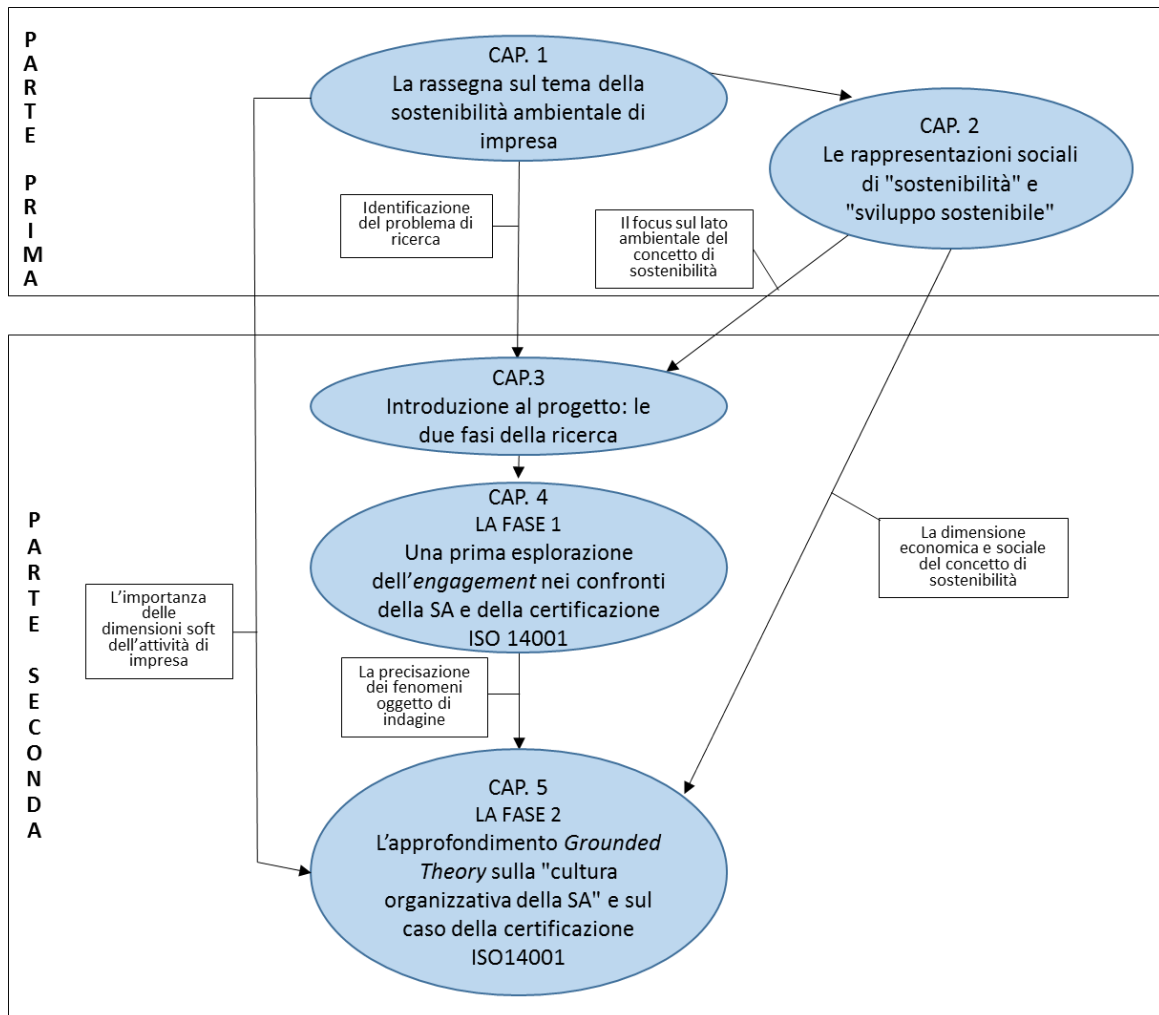 PARTE PRIMA
CAP. 1
La rassegna sul tema della
sostenibilità ambientale di
impresa
CAP. 2
Le rappresentazioni sociali
di "sostenibilità" e
"sviluppo sostenibile"
Identificazione
del problema di
ricerca
Il focus sul lato
ambientale del
concetto di
sostenibilità
PARTE SECONDA
CAP.3
Introduzione al progetto: le
due fasi della ricerca
CAP. 4
LA FASE 1
Una prima esplorazione
dell'engagement nei confronti
della SA e della certificazione
ISO 14001
La dimensione
economica e sociale
del concetto di
sostenibilità
L'importanza
delle
dimensioni soft
dell'attività di
impresa
La precisazione
dei fenomeni
oggetto di
indagine
CAP. 5
LA FASE 2
L'approfondimento Grounded
Theory sulla "cultura
organizzativa della SA" e sul
caso della certificazione
ISO14001